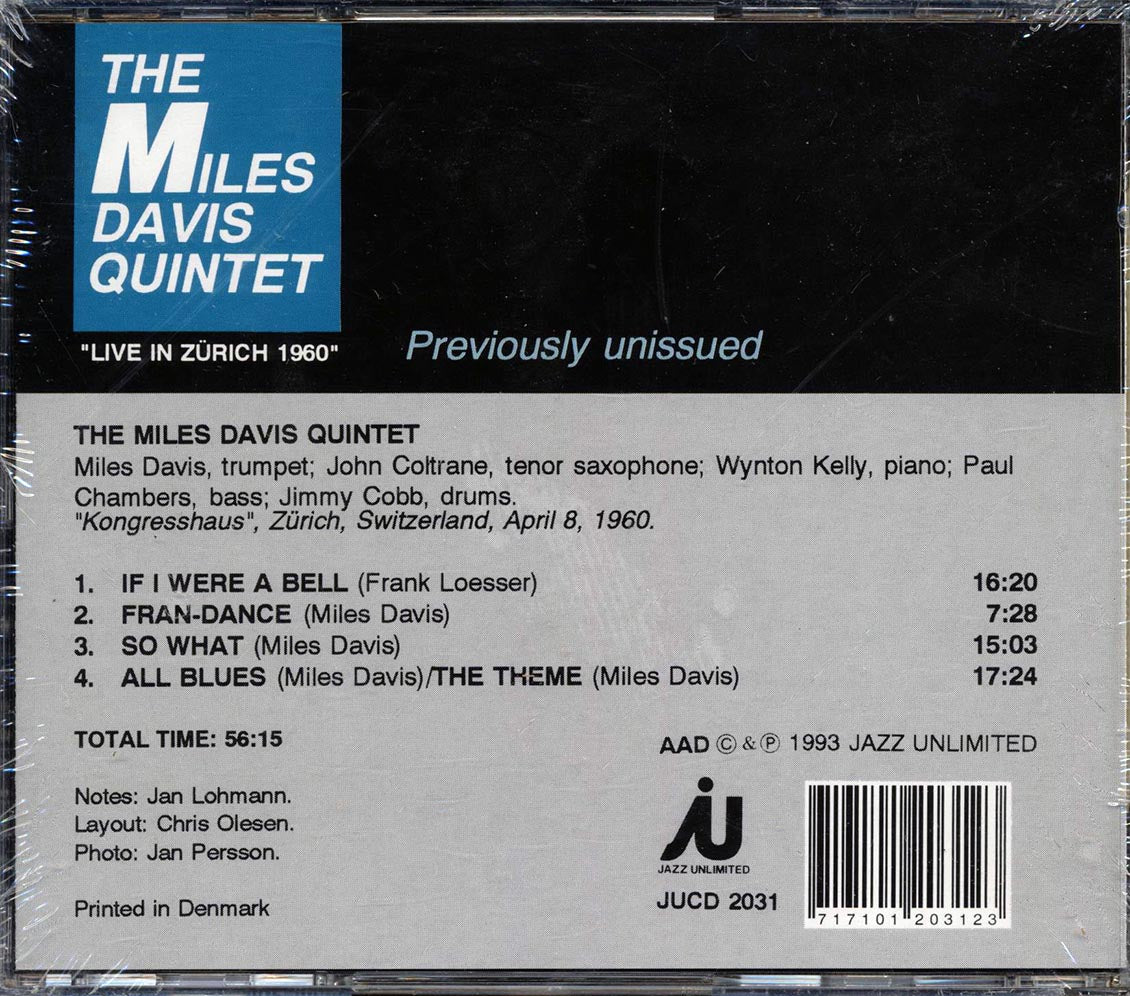 THE
MILES
DAVIS
QUINTET
"LIVE IN ZÜRICH 1960"
Previously unissued
THE MILES DAVIS QUINTET
Miles Davis, trumpet; John Coltrane, tenor saxophone; Wynton Kelly, piano; Paul
Chambers, bass; Jimmy Cobb, drums.
"Kongresshaus", Zürich, Switzerland, April 8, 1960.
1. IF I WERE A BELL (Frank Loesser) 16:20
2. FRAN-DANCE (Miles Davis) 7:28
3. SO WHAT (Miles Davis) 15:03
4. ALL BLUES (Miles Davis)/THE THEME (Miles Davis) 17:24
TOTAL TIME: 56:15
AAD © & ℗ 1993 JAZZ UNLIMITED
Notes: Jan Lohmann.
Layout: Chris Olesen.
Photo: Jan Persson.
Printed in Denmark
JU
JAZZ UNLIMITED
JUCD 2031
717101 203123